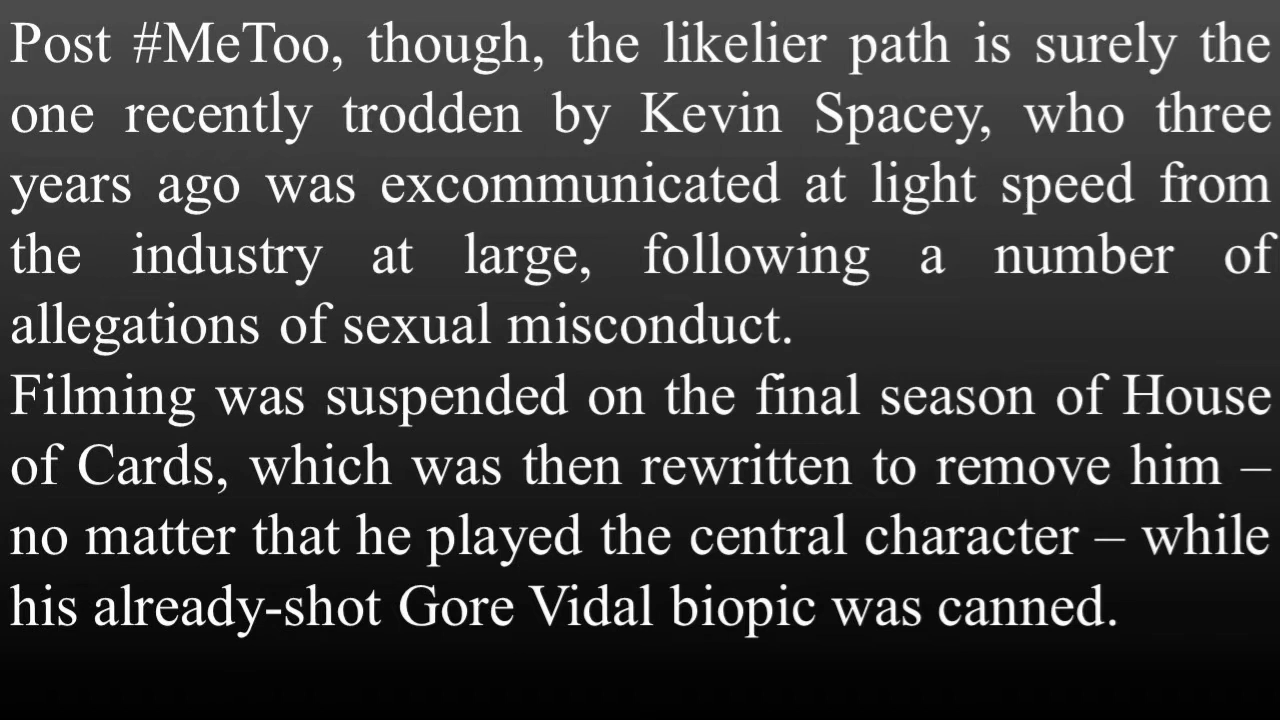 Post #MeToo, though, the likelier path is surely the
one recently trodden by Kevin Spacey, who three
years ago was excommunicated at light speed from
the industry at large, following a number of
allegations of sexual misconduct.
Filming was suspended on the final season of House
of Cards, which was then rewritten to remove him –
no matter that he played the central character – while
his already-shot Gore Vidal biopic was canned.